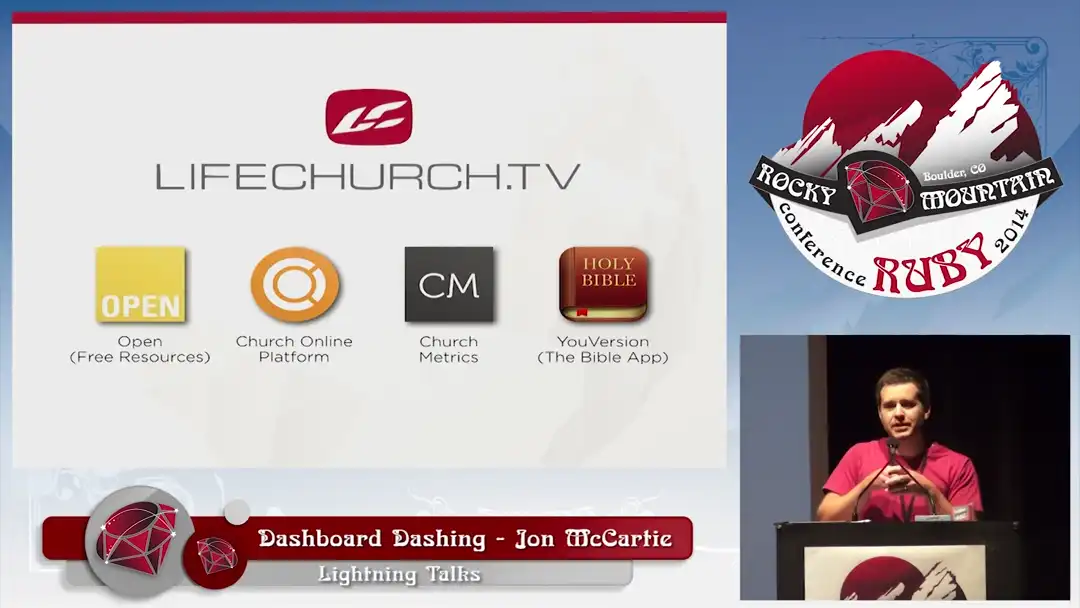 LIFECHURCH.TV
OPEN
Open
(Free Resources)
Church Online
Platform
CM
Church
Metrics
HOLY
BIBLE
YouVersion
(The Bible App)
ROCKY
MOUNTAIN
Boulder, CO
conference
RUBY
2014
Dashboard Dashing - Jon McCartie
Lightning Talks